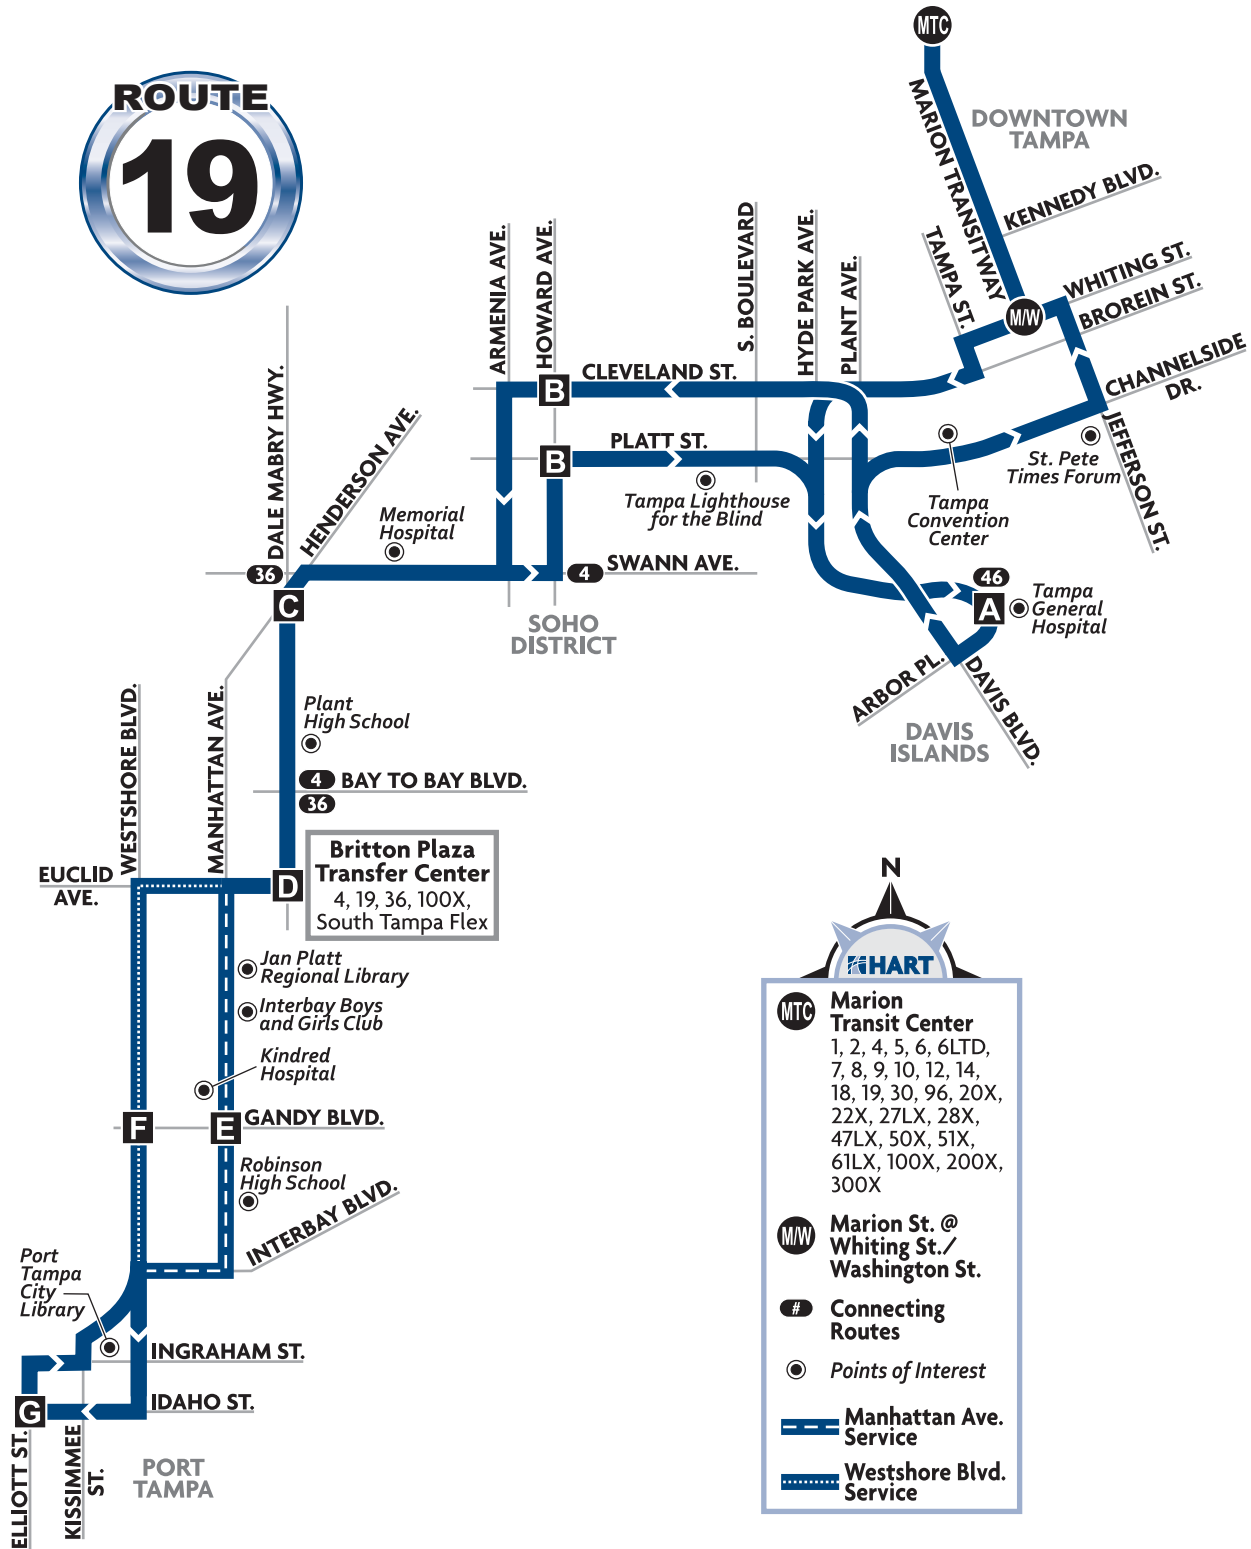 MTC
ROUTE
19
DOWNTOWN
TAMPA
MARION TRANSITWAY
KENNEDY BLVD.
TAMPA ST.
WHITING ST.
M/W
BROREIN ST.
CHANNELSIDE
DR.
JEFFERSON ST.
ARMENIA AVE.
HOWARD AVE.
S. BOULEVARD
HYDE PARK AVE.
PLANT AVE.
DALE MABRY HWY.
HENDERSON AVE.
B
CLEVELAND ST.
B
PLATT ST.
Tampa Lighthouse
for the Blind
Tampa
Convention
Center
St. Pete
Times Forum
Memorial
Hospital
36
4
SWANN AVE.
C
46
A
Tampa
General
Hospital
SOHO
DISTRICT
ARBOR PL.
DAVIS BLVD.
DAVIS
ISLANDS
WESTSHORE BLVD.
MANHATTAN AVE.
Plant
High School
4
BAY TO BAY BLVD.
36
EUCLID
AVE.
D
Britton Plaza
Transfer Center
4, 19, 36, 100X,
South Tampa Flex
Jan Platt
Regional Library
Interbay Boys
and Girls Club
Kindred
Hospital
F
E
GANDY BLVD.
Robinson
High School
INTERBAY BLVD.
Port
Tampa
City
Library
INGRAHAM ST.
IDAHO ST.
G
ELLIOTT ST.
KISSIMMEE
ST.
PORT
TAMPA
N
HART
MTC
Marion
Transit Center
1, 2, 4, 5, 6, 6LTD,
7, 8, 9, 10, 12, 14,
18, 19, 30, 96, 20X,
22X, 27LX, 28X,
47LX, 50X, 51X,
61LX, 100X, 200X,
300X
M/W
Marion St. @
Whiting St./
Washington St.
#
Connecting
Routes
Points of Interest
Manhattan Ave.
Service
Westshore Blvd.
Service